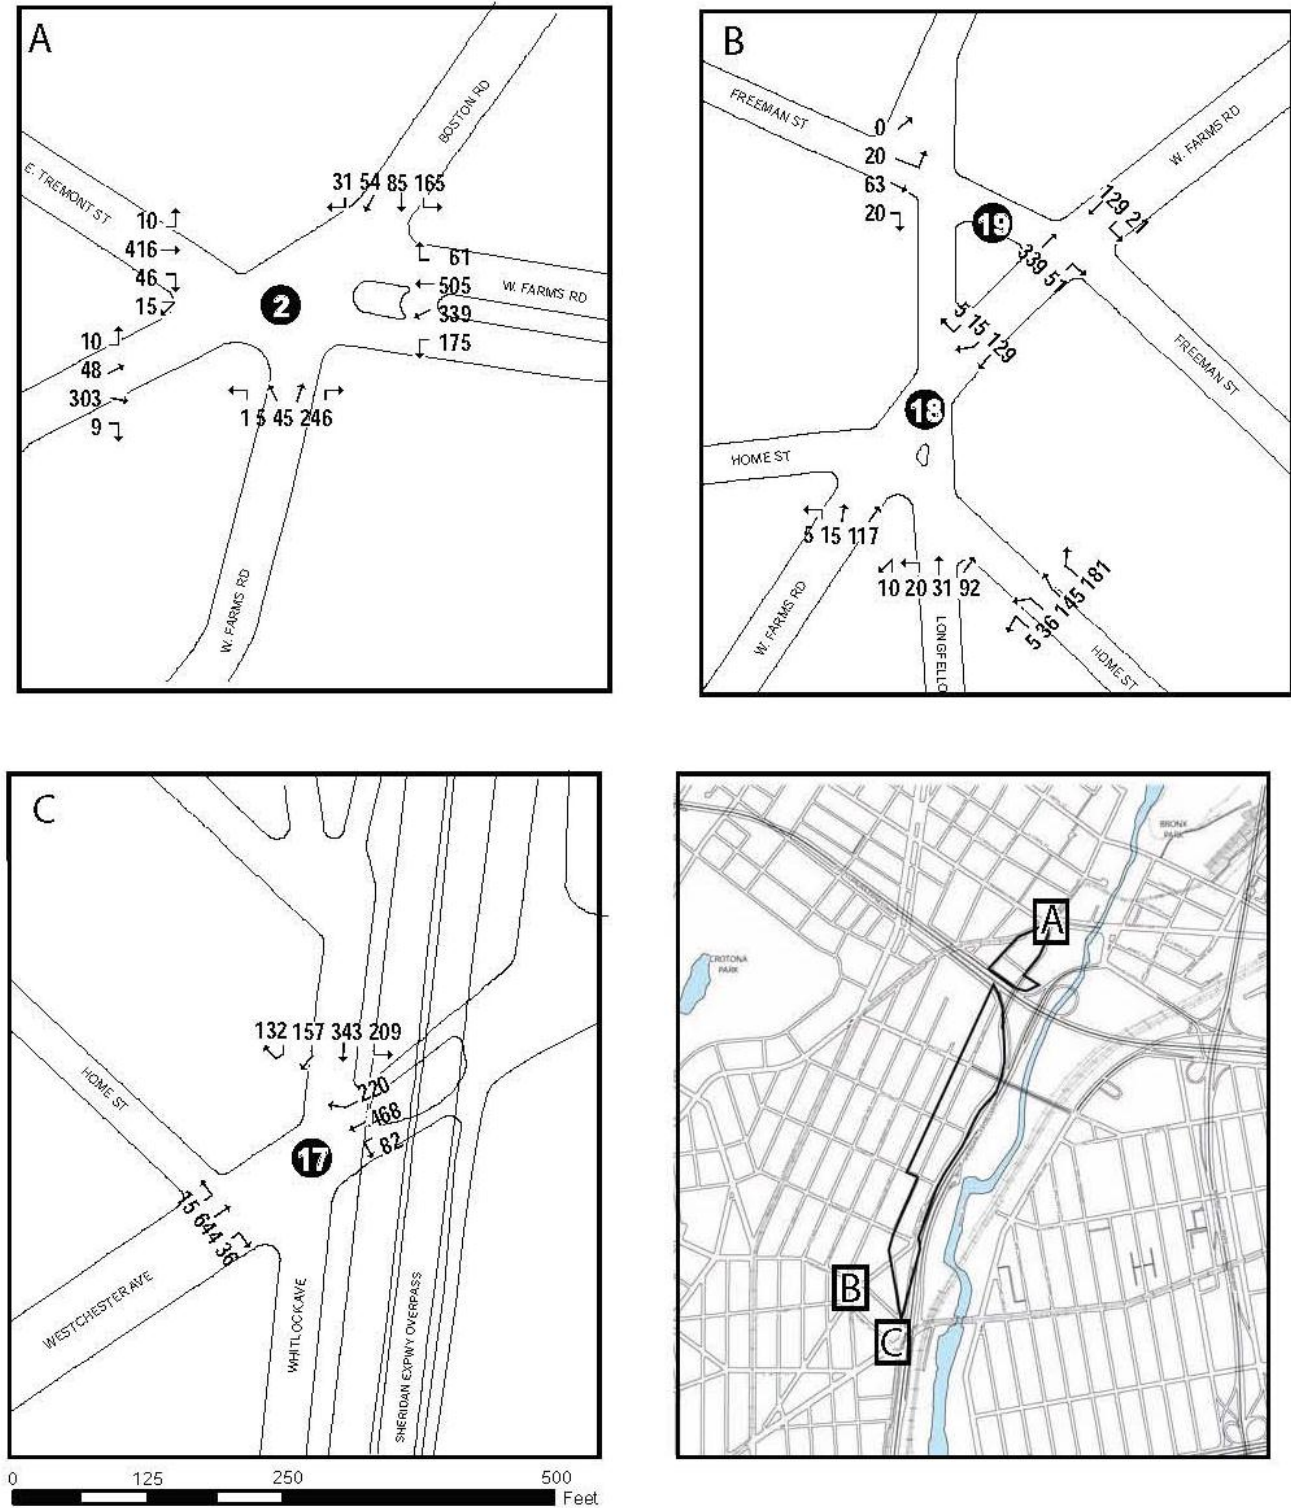 A
BOSTON RD
E. TREMONT ST
31 54 85 165
10
416
46
15
61
505
339
175
W. FARMS RD
2
10
48
303
9
1 5 45 246
W. FARMS RD
B
FREEMAN ST
0
20
63
20
W. FARMS RD
129 21
19
339 51
5 15 129
FREEMAN ST
18
HOME ST
5 15 117
10 20 31 92
W. FARMS RD
LONGFELLO
5 36 145 181
HOME ST
C
132 157 343 209
220
468
82
HOME ST
17
15 644 36
WESTCHESTER AVE
WHITLOCK AVE
SHERIDAN EXPWY OVERPASS
0 125 250 500
Feet
BRONX
PARK
A
CROTONA
PARK
B
C